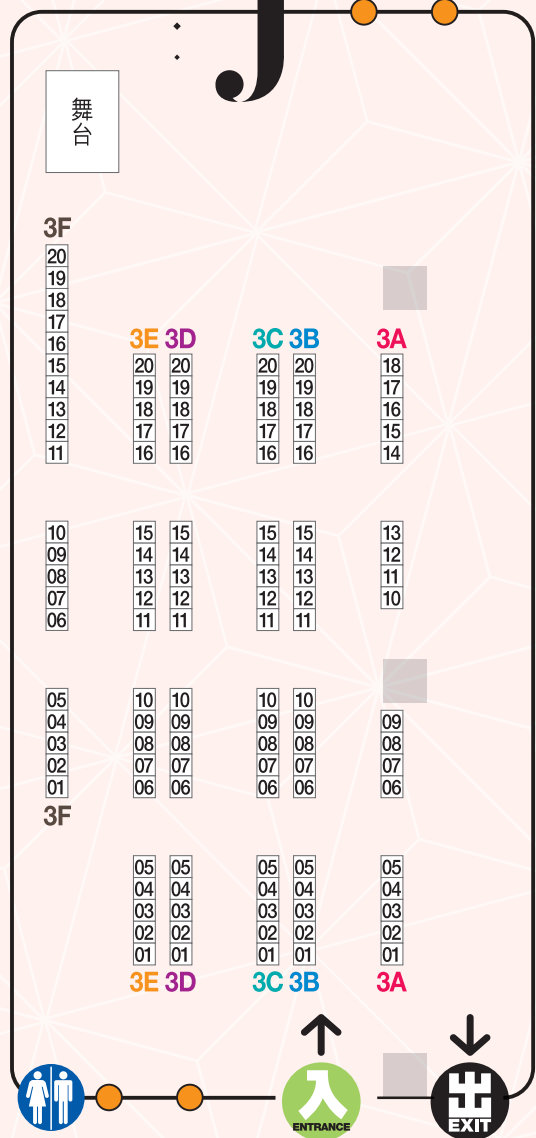 J
舞台
3F
20
19
18
17
16
15
14
13
12
11
3E 3D 3C 3B 3A
20 20 20 20 18
19 19 19 19 17
18 18 18 18 16
17 17 17 17 15
16 16 16 16 14
10 15 15 15 15 13
09 14 14 14 14 12
08 13 13 13 13 11
07 12 12 12 12 10
06 11 11 11 11
05 10 10 10 10
04 09 09 09 09 09
03 08 08 08 08 08
02 07 07 07 07 07
01 06 06 06 06 06
3F
05 05 05 05 05
04 04 04 04 04
03 03 03 03 03
02 02 02 02 02
01 01 01 01 01
3E 3D 3C 3B 3A
入
ENTRANCE
出
EXIT